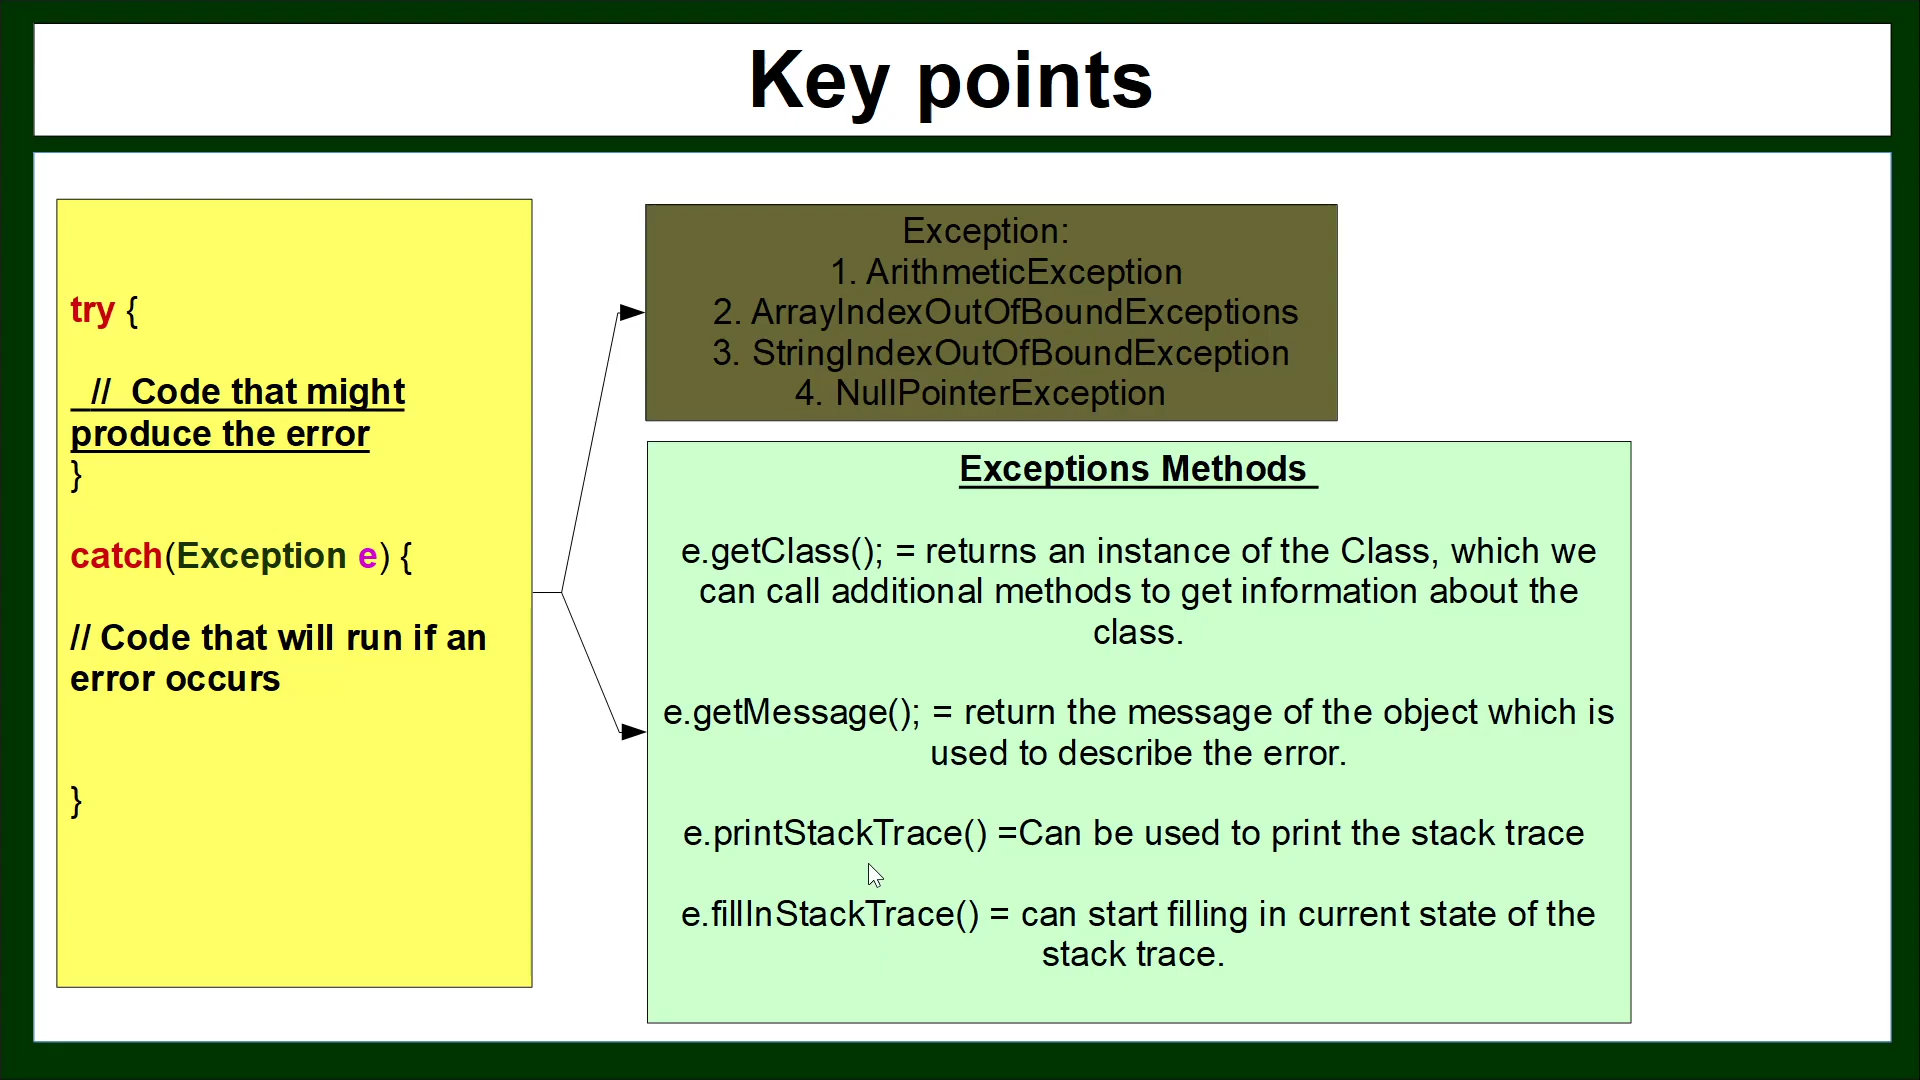 Key points
try {
// Code that might
produce the error
}
catch(Exception e) {
// Code that will run if an
error occurs
}
Exception:
1. ArithmeticException
2. ArrayIndexOutOfBoundExceptions
3. StringIndexOutOfBoundException
4. NullPointerException
Exceptions Methods
e.getClass(); = returns an instance of the Class, which we
can call additional methods to get information about the
class.
e.getMessage(); = return the message of the object which is
used to describe the error.
e.printStackTrace() =Can be used to print the stack trace
e.fillInStackTrace() = can start filling in current state of the
stack trace.